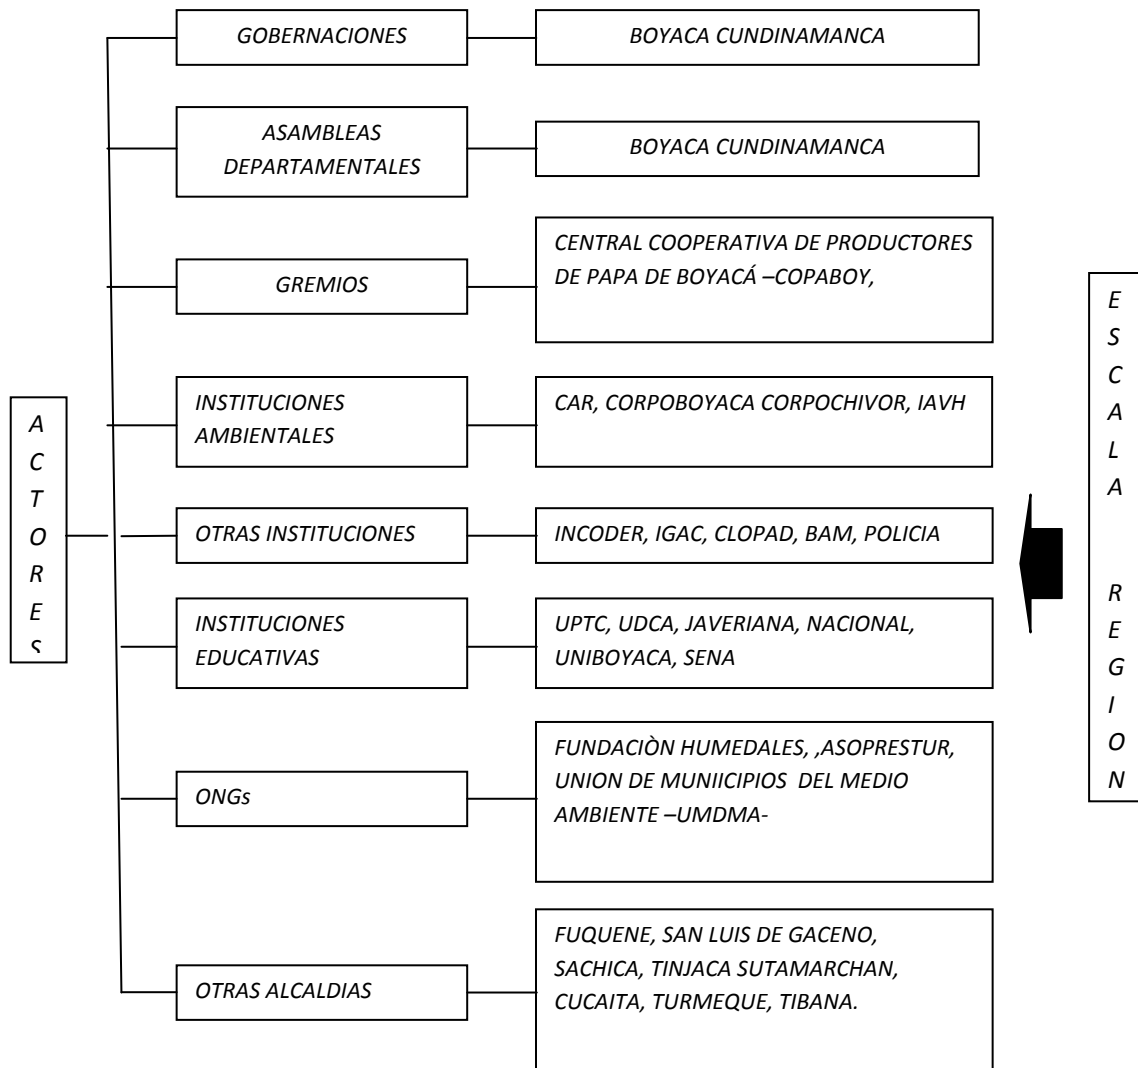 GOBERNACIONES
BOYACA CUNDINAMANCA
ASAMBLEAS
DEPARTAMENTALES
BOYACA CUNDINAMANCA
GREMIOS
CENTRAL COOPERATIVA DE PRODUCTORES
DE PAPA DE BOYACÁ –COPABOY,
INSTITUCIONES
AMBIENTALES
CAR, CORPOBOYACA CORPOCHIVOR, IAVH
OTRAS INSTITUCIONES
INCODER, IGAC, CLOPAD, BAM, POLICIA
INSTITUCIONES
EDUCATIVAS
UPTC, UDCA, JAVERIANA, NACIONAL,
UNIBOYACA, SENA
ONGs
FUNDACIÒN HUMEDALES, ,ASOPRESTUR,
UNION DE MUNIICIPIOS DEL MEDIO
AMBIENTE –UMDMA-
OTRAS ALCALDIAS
FUQUENE, SAN LUIS DE GACENO,
SACHICA, TINJACA SUTAMARCHAN,
CUCAITA, TURMEQUE, TIBANA.
ACTORES
ESCALA REGION